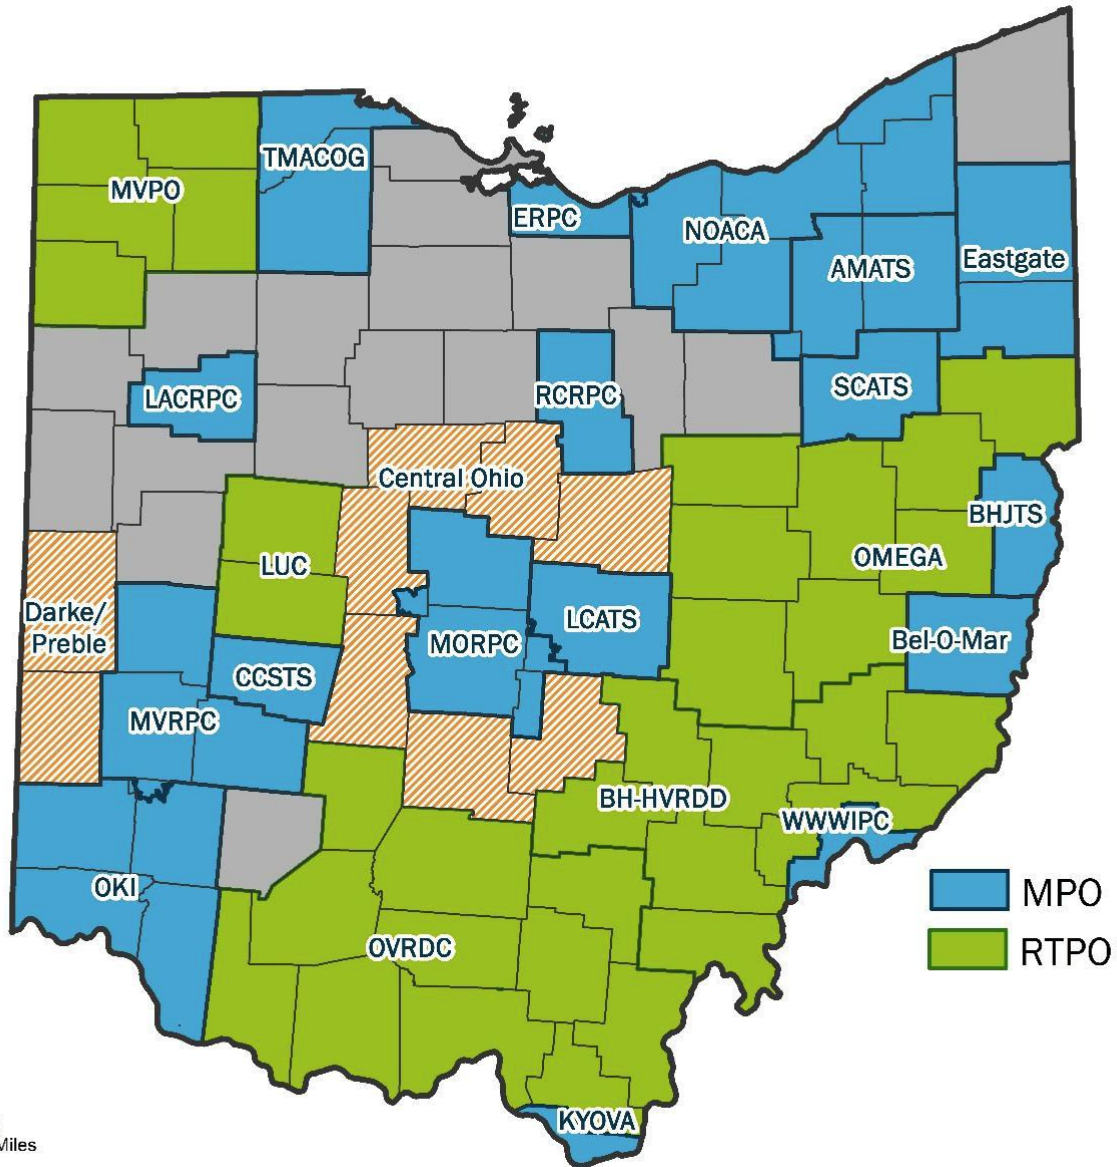 TMACOG
MVPO
ERPC
NOACA
Eastgate
AMATS
LACRPC
RCRPC
SCATS
Central Ohio
BHJTS
LUC
OMEGA
Darke/
Preble
LCATS
MORPC
Bel-O-Mar
CCSTS
MVRPC
BH-HVRDD
WWWIPC
OKI
MPO
OVRDC
RTPO
KYOVA
Miles